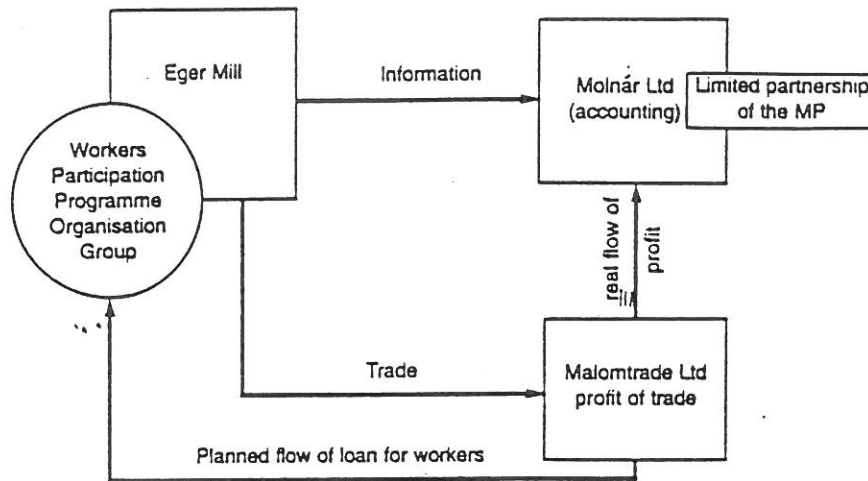 Eger Mill
Information
Molnár Ltd
(accounting)
Limited partnership
of the MP
Workers
Participation
Programme
Organisation
Group
real flow of
profit
Trade
Malomtrade Ltd
profit of trade
Planned flow of loan for workers